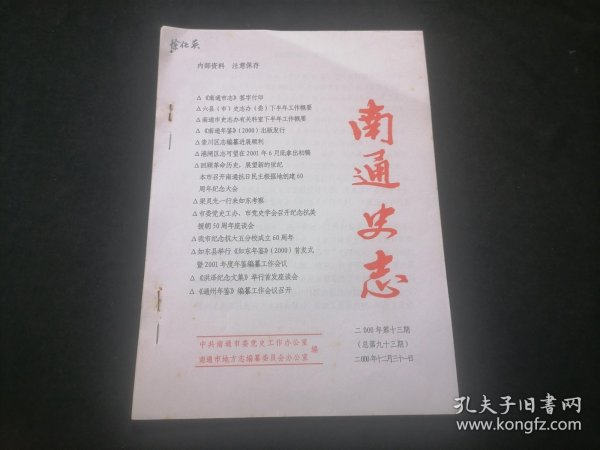 内部资料 注意保存
△《南通市志》签字付印
△六县（市）史志办（委）下半年工作概要
△南通市史志办有关科室下半年工作概要
△《南通年鉴》（2000）出版发行
△崇川区志编纂进展顺利
△港闸区志可望在2001年6月底拿出初稿
△回顾革命历史，展望新的世纪
本市召开南通抗日民主根据地创建60
周年纪念大会
△梁灵光一行来如东考察
△市委党史工办、市党史学会召开纪念抗美
援朝50周年座谈会
△我市纪念抗大五分校成立60周年
△如东县举行《如东年鉴》（2000）首发式
暨2001年度年鉴编纂工作会议
△《洪泽纪念文集》举行首发座谈会
△《通州年鉴》编纂工作会议召开
南通史志
二000年第十三期
（总第九十三期）
二000年十二月三十一日
中共南通市委党史工作办公室
南通市地方志编纂委员会办公室
编
孔夫子旧书网
www.kongfz.com